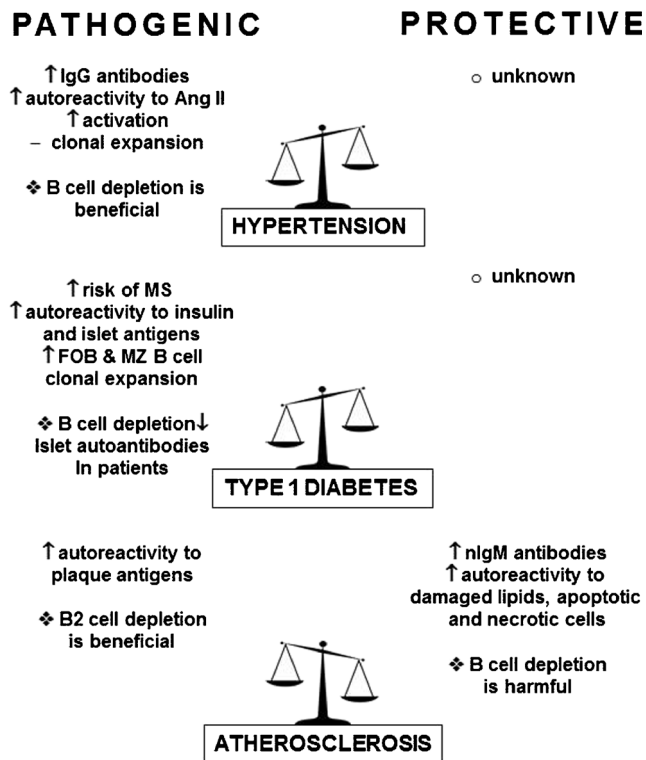 PATHOGENIC
PROTECTIVE
↑IgG antibodies
↑autoreactivity to Ang II
↑activation
– clonal expansion
❖ B cell depletion is
beneficial
○ unknown
HYPERTENSION
↑risk of MS
↑autoreactivity to insulin
and islet antigens
↑FOB & MZ B cell
clonal expansion
❖ B cell depletion↓
Islet autoantibodies
In patients
○ unknown
TYPE 1 DIABETES
↑autoreactivity to
plaque antigens
❖ B2 cell depletion
is beneficial
↑nIgM antibodies
↑autoreactivity to
damaged lipids, apoptotic
and necrotic cells
❖ B cell depletion
is harmful
ATHEROSCLEROSIS